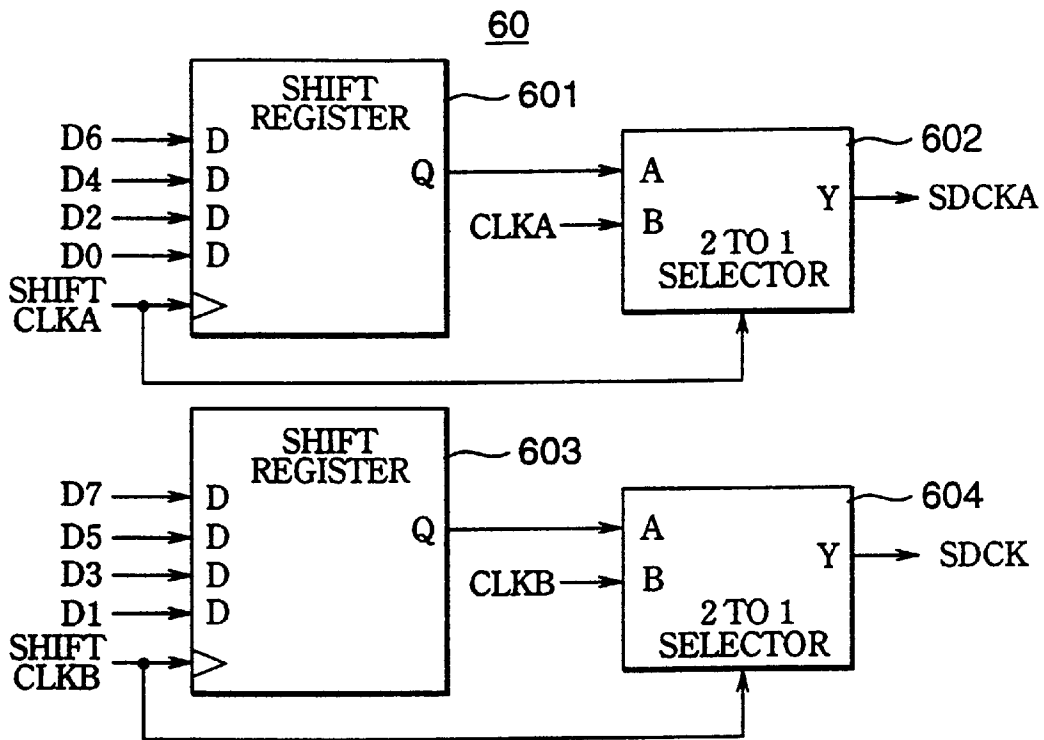 60
SHIFT
REGISTER
601
D6
D
D4
D
D2
D
D0
D
Q
SHIFT
CLKA
CLKA
A
B
Y
2 TO 1
SELECTOR
602
SDCKA
SHIFT
REGISTER
603
D7
D
D5
D
D3
D
D1
D
Q
SHIFT
CLKB
CLKB
A
B
Y
2 TO 1
SELECTOR
604
SDCK